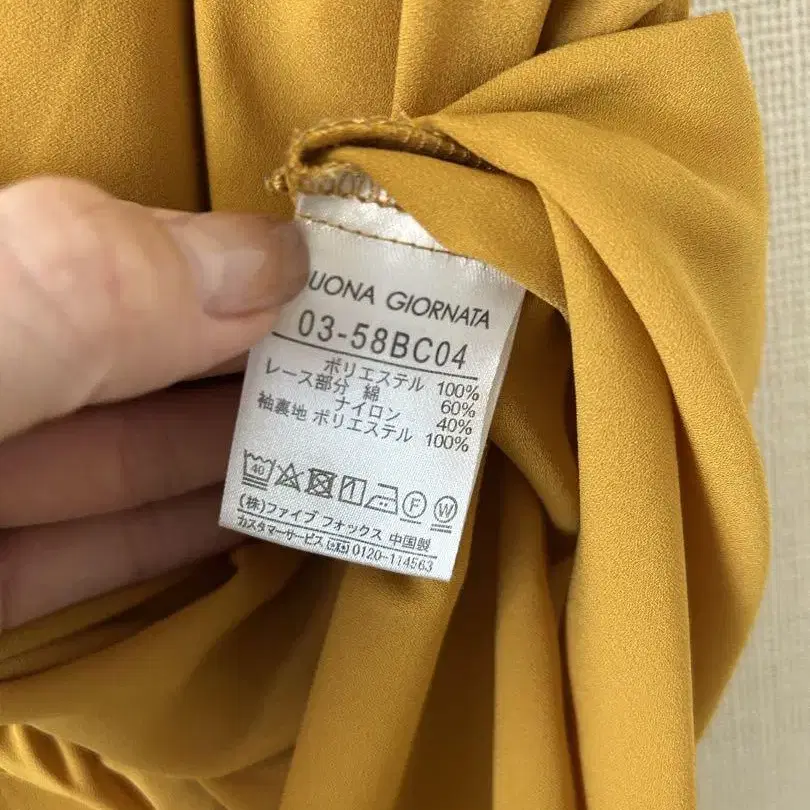 UONA GIORNATA
03-58BC04
ポリエステル 100%
レース部分 綿 60%
ナイロン 40%
袖裏地 ポリエステル 100%
40 F W
(株)ファイブ フォックス 中国製
カスタマーサービス 0120-114563